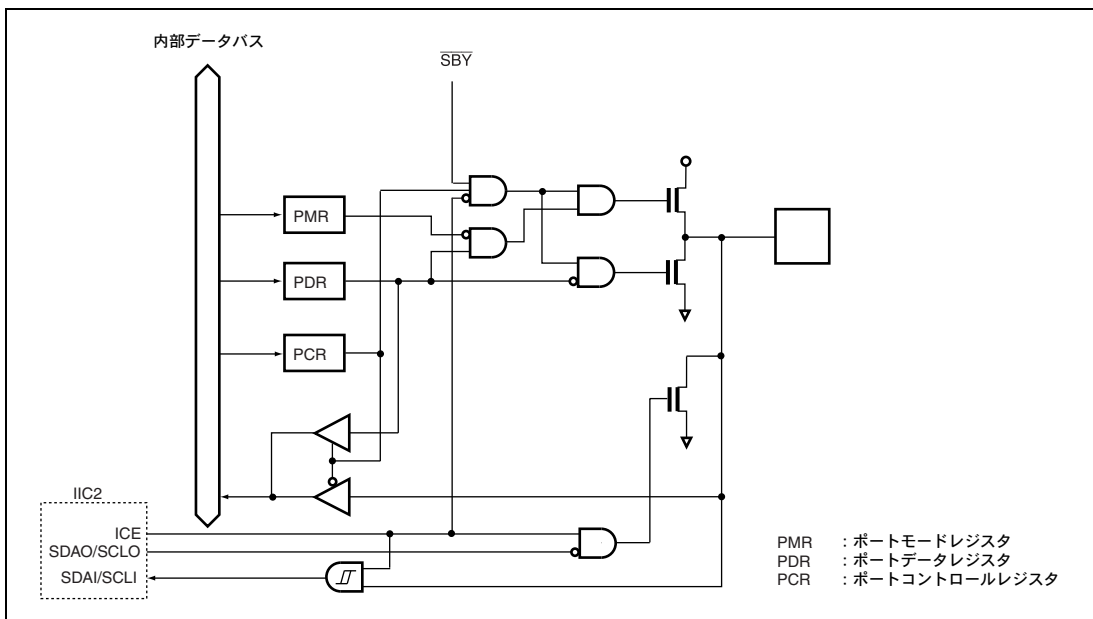 内部データバス
SBY
PMR
PDR
PCR
IIC2
ICE
SDAO/SCLO
SDAI/SCLI
PMR :ポートモードレジスタ
PDR :ポートデータレジスタ
PCR :ポートコントロールレジスタ